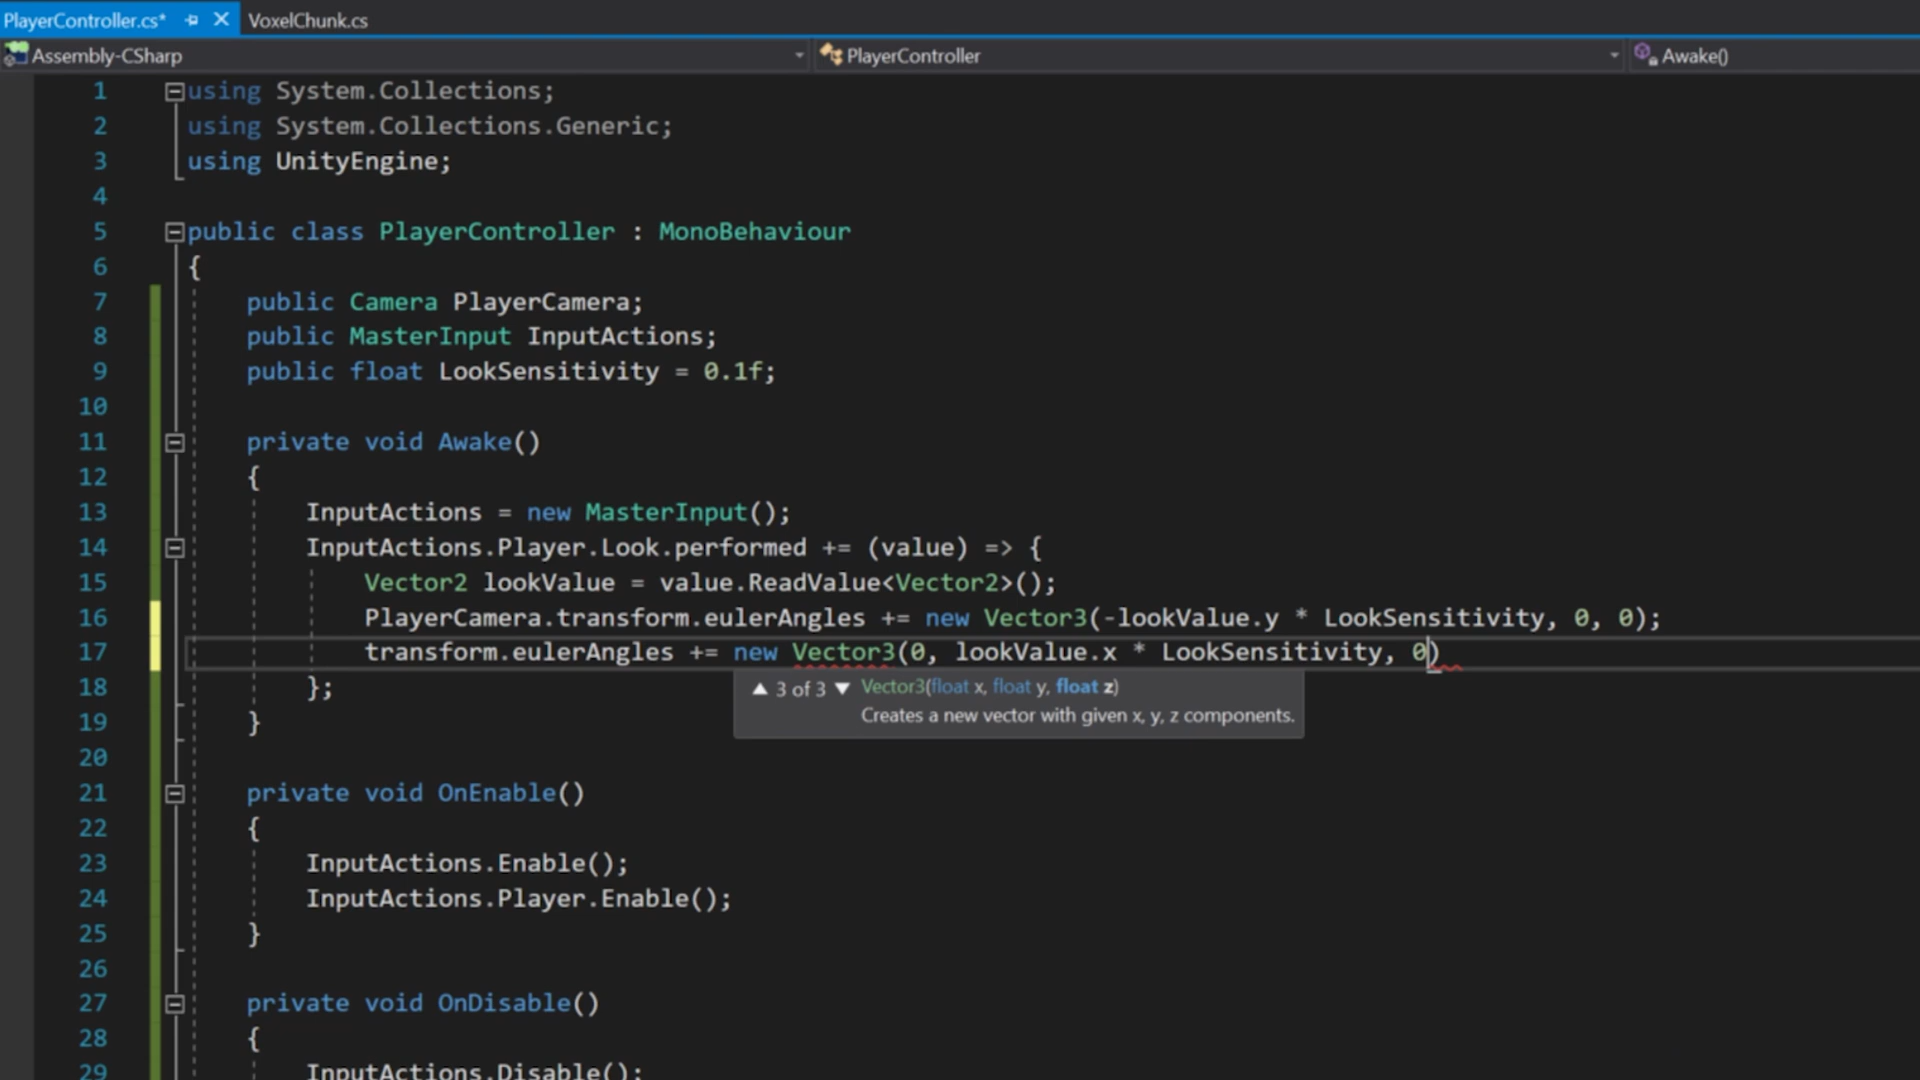 PlayerController.cs* VoxelChunk.cs
Assembly-CSharp PlayerController Awake()
1 using System.Collections;
2 using System.Collections.Generic;
3 using UnityEngine;
4
5 public class PlayerController : MonoBehaviour
6 {
7 public Camera PlayerCamera;
8 public MasterInput InputActions;
9 public float LookSensitivity = 0.1f;
10
11 private void Awake()
12 {
13 InputActions = new MasterInput();
14 InputActions.Player.Look.performed += (value) => {
15 Vector2 lookValue = value.ReadValue<Vector2>();
16 PlayerCamera.transform.eulerAngles += new Vector3(-lookValue.y * LookSensitivity, 0, 0);
17 transform.eulerAngles += new Vector3(0, lookValue.x * LookSensitivity, 0)
18 };
▲ 3 of 3 ▼ Vector3(float x, float y, float z)
Creates a new vector with given x, y, z components.
19 }
20
21 private void OnEnable()
22 {
23 InputActions.Enable();
24 InputActions.Player.Enable();
25 }
26
27 private void OnDisable()
28 {
29 InputActions.Disable();